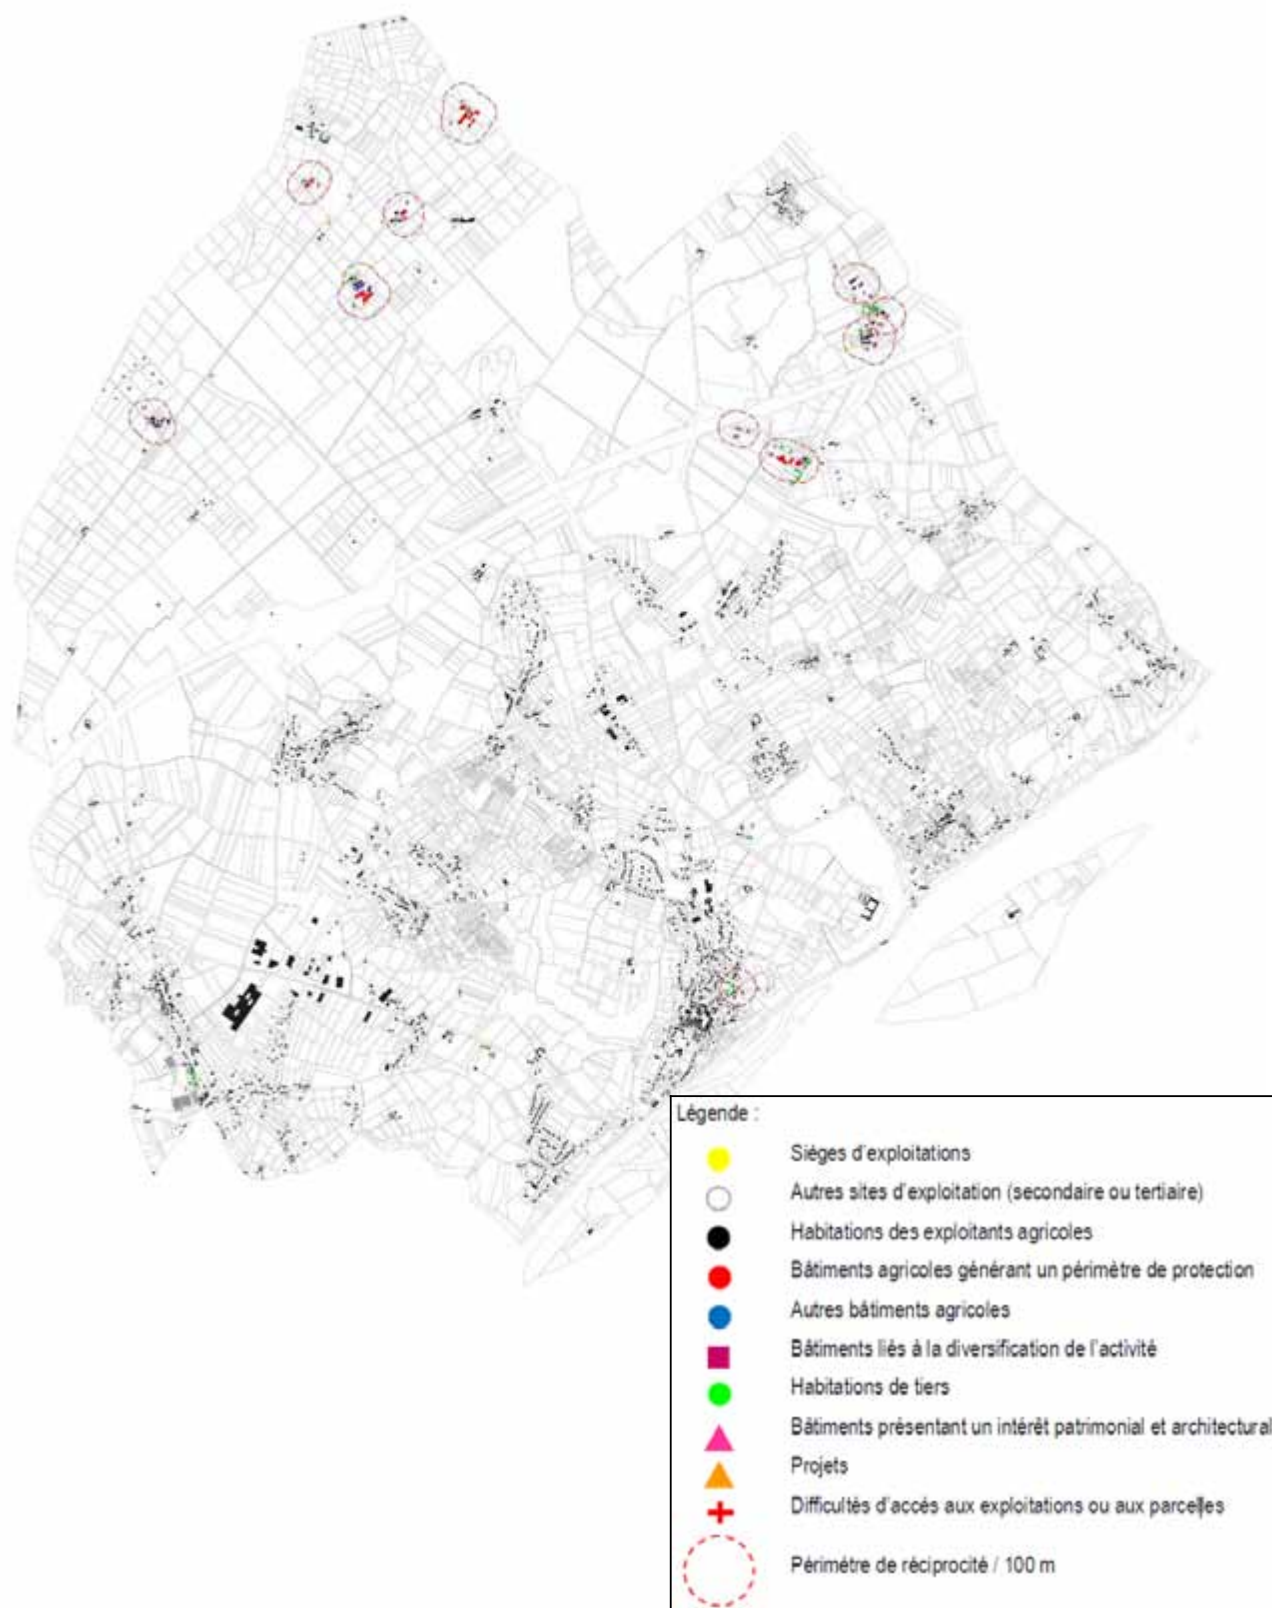 Légende :
Sièges d'exploitations
Autres sites d'exploitation (secondaire ou tertiaire)
Habitations des exploitants agricoles
Bâtiments agricoles générant un périmètre de protection
Autres bâtiments agricoles
Bâtiments liés à la diversification de l'activité
Habitations de tiers
Bâtiments présentant un intérêt patrimonial et architectural
Projets
Difficultés d'accés aux exploitations ou aux parcelles
Périmétre de réciprocité / 100 m